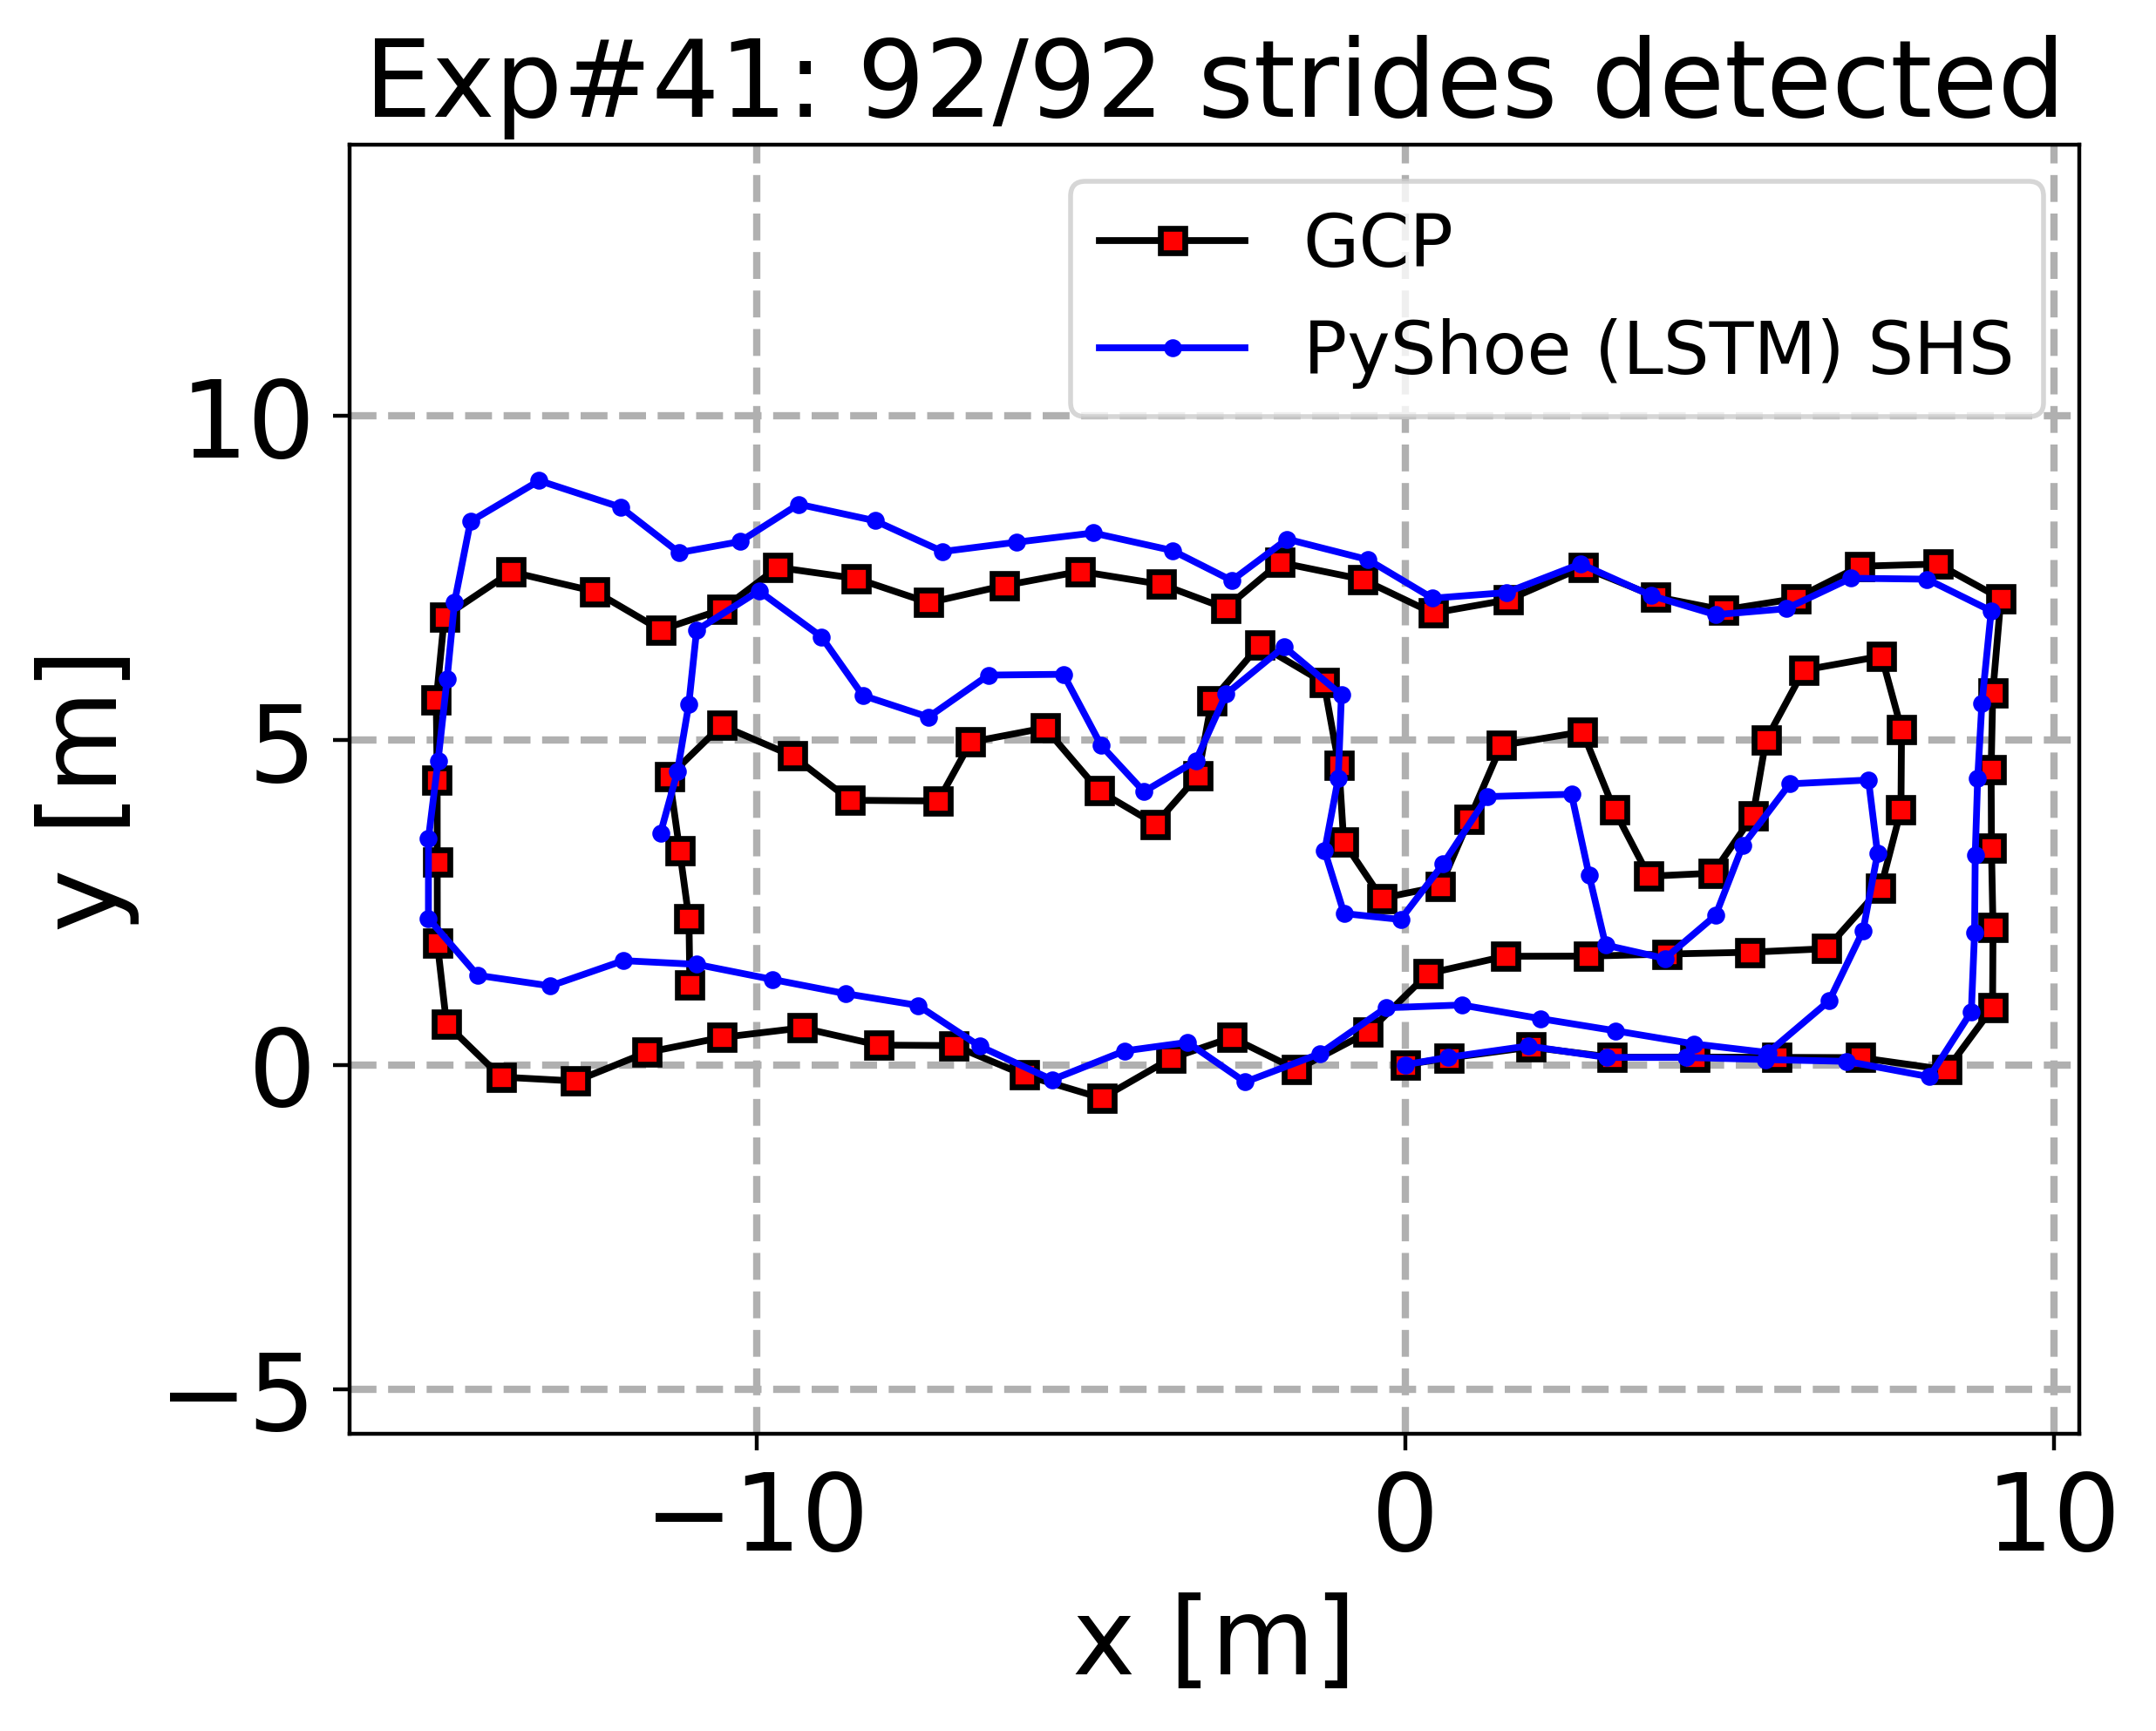 Exp#41: 92/92 strides detected
GCP
PyShoe (LSTM) SHS
10
5
0
−5
y [m]
−10
0
10
x [m]